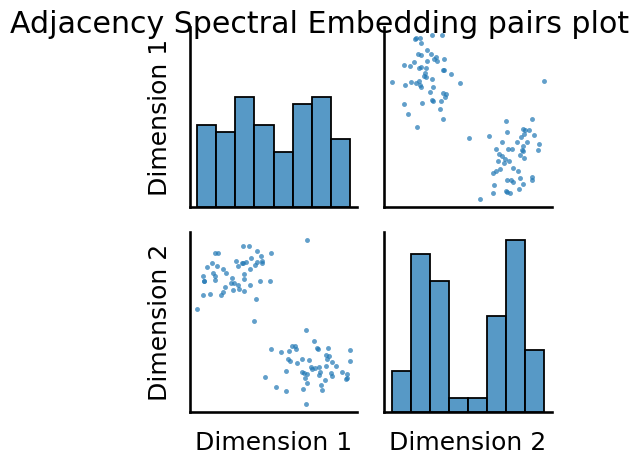 Adjacency Spectral Embedding pairs plot
Dimension 1
Dimension 2
Dimension 1
Dimension 2